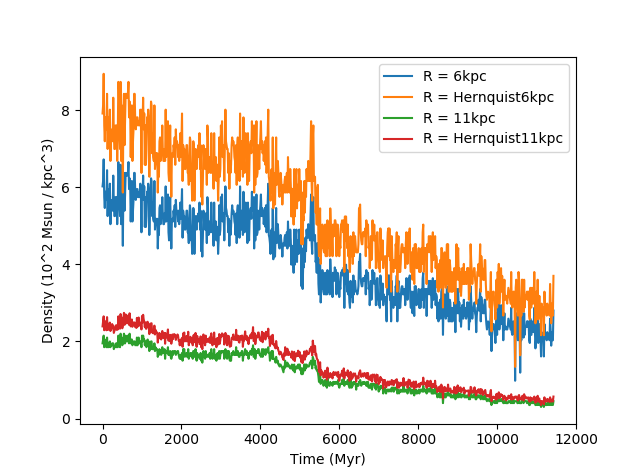 R = 6kpc
R = Hernquist6kpc
R = 11kpc
R = Hernquist11kpc
8
6
4
2
0
Density (10^2 Msun / kpc^3)
0 2000 4000 6000 8000 10000 12000
Time (Myr)